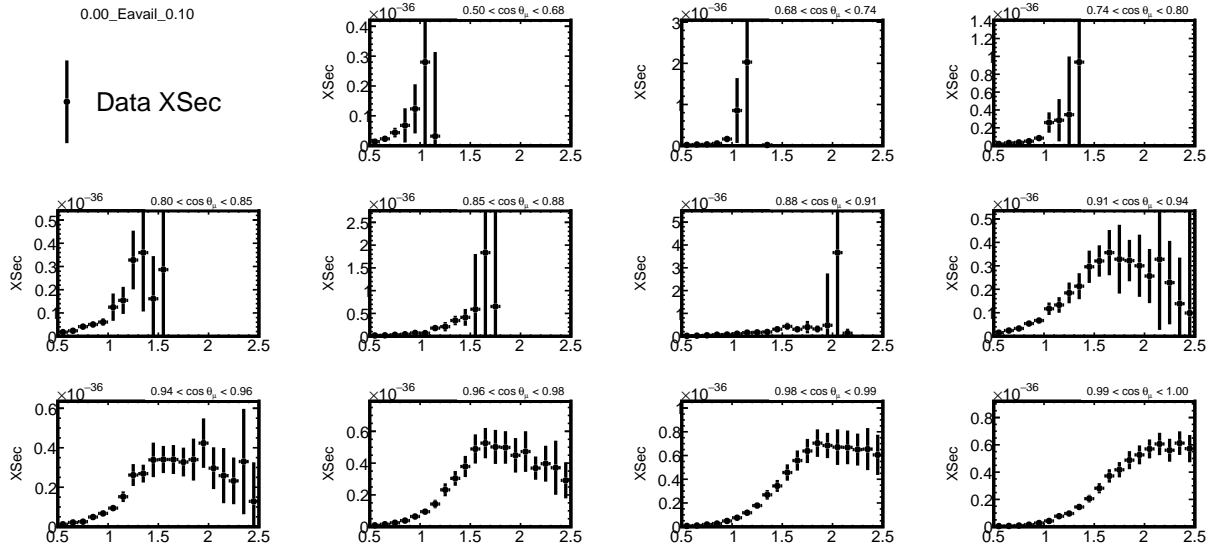 0.00_Eavail_0.10
Data XSec
×10⁻³⁶
0.50 < cos θμ < 0.68
XSec
0.4
0.3
0.2
0.1
0
0.5 1 1.5 2 2.5
×10⁻³⁶
0.68 < cos θμ < 0.74
XSec
3
2
1
0
0.5 1 1.5 2 2.5
×10⁻³⁶
0.74 < cos θμ < 0.80
XSec
1.4
1.2
1.0
0.8
0.6
0.4
0.2
0
0.5 1 1.5 2 2.5
×10⁻³⁶
0.80 < cos θμ < 0.85
XSec
0.5
0.4
0.3
0.2
0.1
0
0.5 1 1.5 2 2.5
×10⁻³⁶
0.85 < cos θμ < 0.88
XSec
2.5
2
1.5
1
0.5
0
0.5 1 1.5 2 2.5
×10⁻³⁶
0.88 < cos θμ < 0.91
XSec
5
4
3
2
1
0
0.5 1 1.5 2 2.5
×10⁻³⁶
0.91 < cos θμ < 0.94
XSec
0.5
0.4
0.3
0.2
0.1
0
0.5 1 1.5 2 2.5
×10⁻³⁶
0.94 < cos θμ < 0.96
XSec
0.6
0.4
0.2
0
0.5 1 1.5 2 2.5
×10⁻³⁶
0.96 < cos θμ < 0.98
XSec
0.6
0.4
0.2
0
0.5 1 1.5 2 2.5
×10⁻³⁶
0.98 < cos θμ < 0.99
XSec
1
0.8
0.6
0.4
0.2
0
0.5 1 1.5 2 2.5
×10⁻³⁶
0.99 < cos θμ < 1.00
XSec
0.8
0.6
0.4
0.2
0
0.5 1 1.5 2 2.5